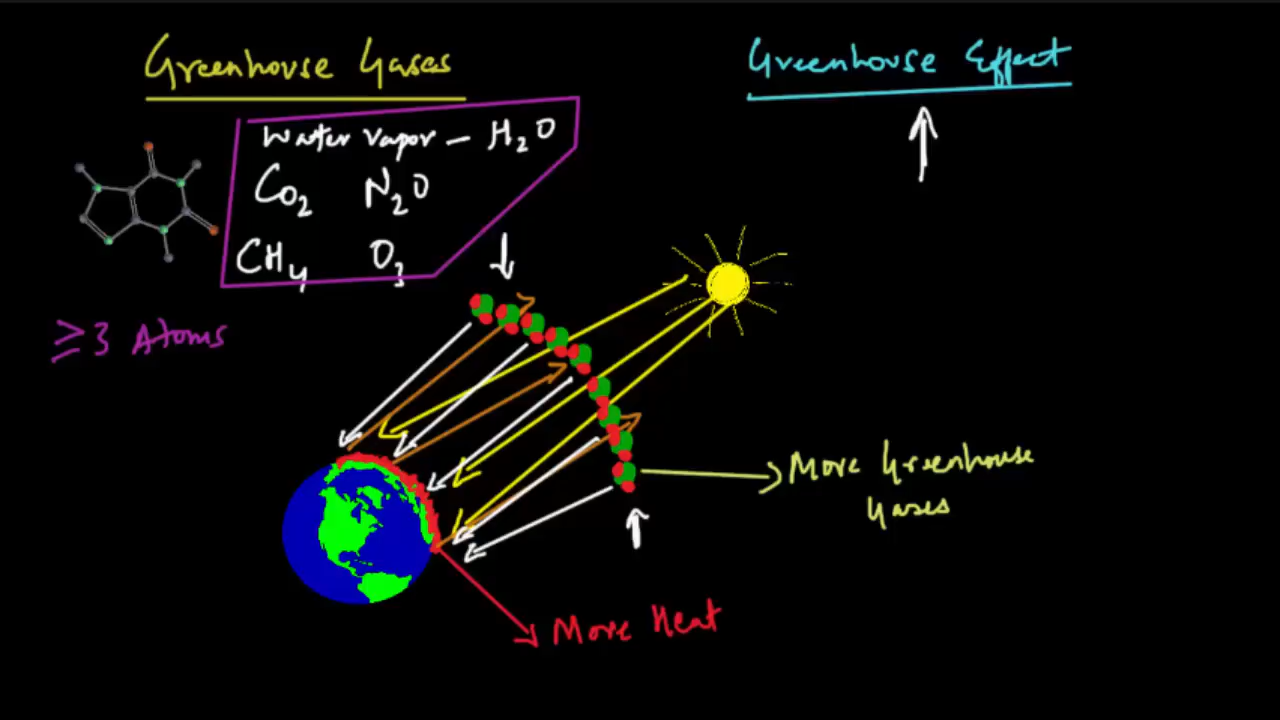 Greenhouse Gases
Greenhouse Effect
Water vapor – H₂O
CO₂ N₂O
CH₄ O₃
≥3 Atoms
More Greenhouse
Gases
More Heat